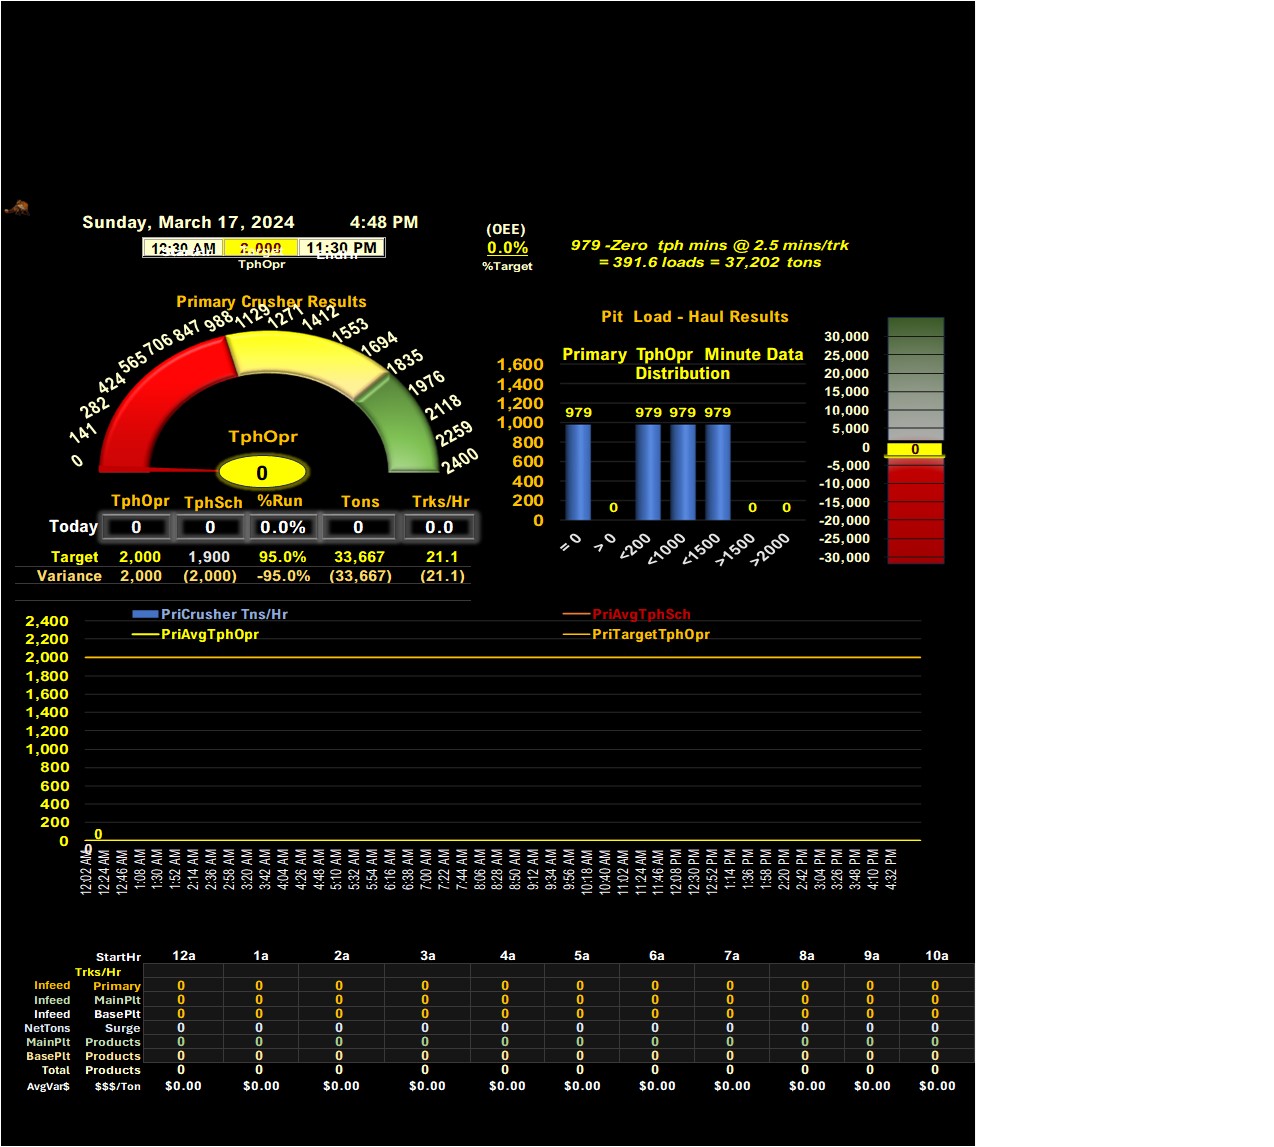 Sunday, March 17, 2024 4:48 PM
(OEE)
12:30 AM 2,000 11:30 PM
0.0%
TphOpr
%Target
979 -Zero tph mins @ 2.5 mins/trk
= 391.6 loads = 37,202 tons
Primary Crusher Results
0 141 282 424 565 706 847 988 1129 1271 1412 1553 1694 1835 1976 2118 2259 2400
TphOpr
0
TphOpr TphSch %Run Tons Trks/Hr
Today 0 0 0.0% 0 0.0
Target 2,000 1,900 95.0% 33,667 21.1
Variance 2,000 (2,000) -95.0% (33,667) (21.1)
Pit Load - Haul Results
Primary TphOpr Minute Data
Distribution
1,600
1,400
1,200
1,000
800
600
400
200
0
979 0 979 979 979 0 0
= 0 > 0 <200 <1000 <1500 >1500 >2000
30,000
25,000
20,000
15,000
10,000
5,000
0 0
-5,000
-10,000
-15,000
-20,000
-25,000
-30,000
PriCrusher Tns/Hr PriAvgTphSch
PriAvgTphOpr PriTargetTphOpr
2,400
2,200
2,000
1,800
1,600
1,400
1,200
1,000
800
600
400
200
0
0
0
12:02 AM 12:24 AM 12:46 AM 1:08 AM 1:30 AM 1:52 AM 2:14 AM 2:36 AM 2:58 AM 3:20 AM 3:42 AM 4:04 AM 4:26 AM 4:48 AM 5:10 AM 5:32 AM 5:54 AM 6:16 AM 6:38 AM 7:00 AM 7:22 AM 7:44 AM 8:06 AM 8:28 AM 8:50 AM 9:12 AM 9:34 AM 9:56 AM 10:18 AM 10:40 AM 11:02 AM 11:24 AM 11:46 AM 12:08 PM 12:30 PM 12:52 PM 1:14 PM 1:36 PM 1:58 PM 2:20 PM 2:42 PM 3:04 PM 3:26 PM 3:48 PM 4:10 PM 4:32 PM
StartHr 12a 1a 2a 3a 4a 5a 6a 7a 8a 9a 10a
Trks/Hr
Infeed Primary 0 0 0 0 0 0 0 0 0 0 0
Infeed MainPlt 0 0 0 0 0 0 0 0 0 0 0
Infeed BasePlt 0 0 0 0 0 0 0 0 0 0 0
NetTons Surge 0 0 0 0 0 0 0 0 0 0 0
MainPlt Products 0 0 0 0 0 0 0 0 0 0 0
BasePlt Products 0 0 0 0 0 0 0 0 0 0 0
Total Products 0 0 0 0 0 0 0 0 0 0 0
AvgVar$ $$$/Ton $0.00 $0.00 $0.00 $0.00 $0.00 $0.00 $0.00 $0.00 $0.00 $0.00 $0.00